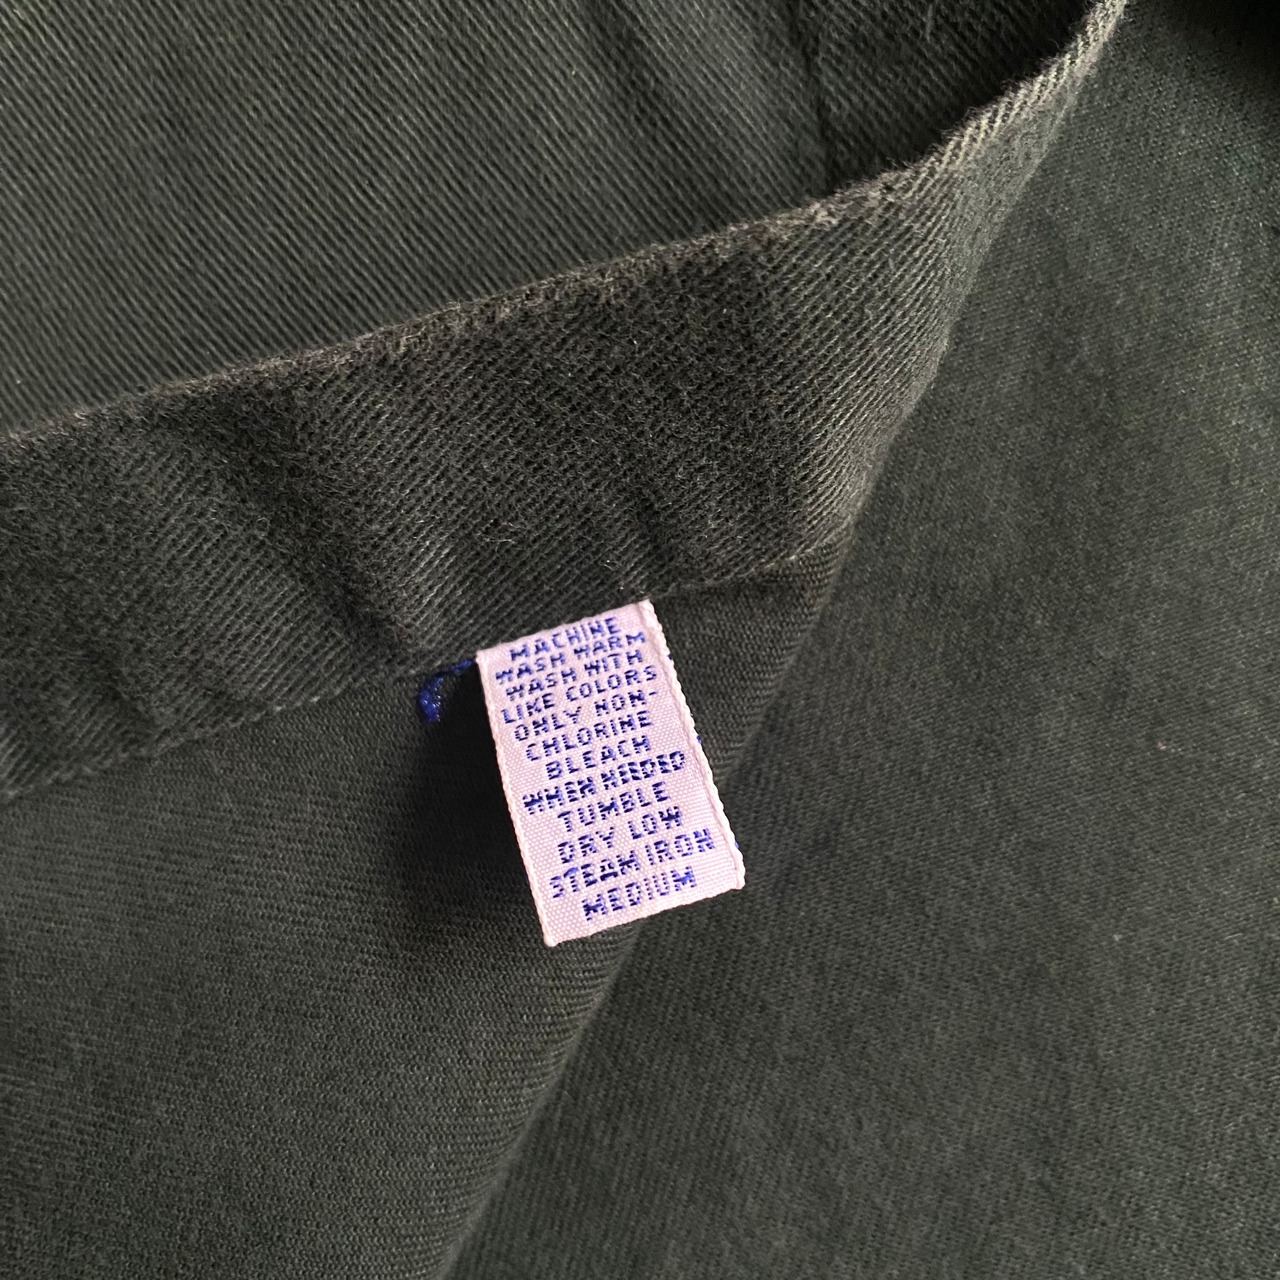 MACHINE
WASH WARM
WASH WITH
LIKE COLORS
ONLY NON-
CHLORINE
BLEACH
WHEN NEEDED
TUMBLE
DRY LOW
STEAM IRON
MEDIUM